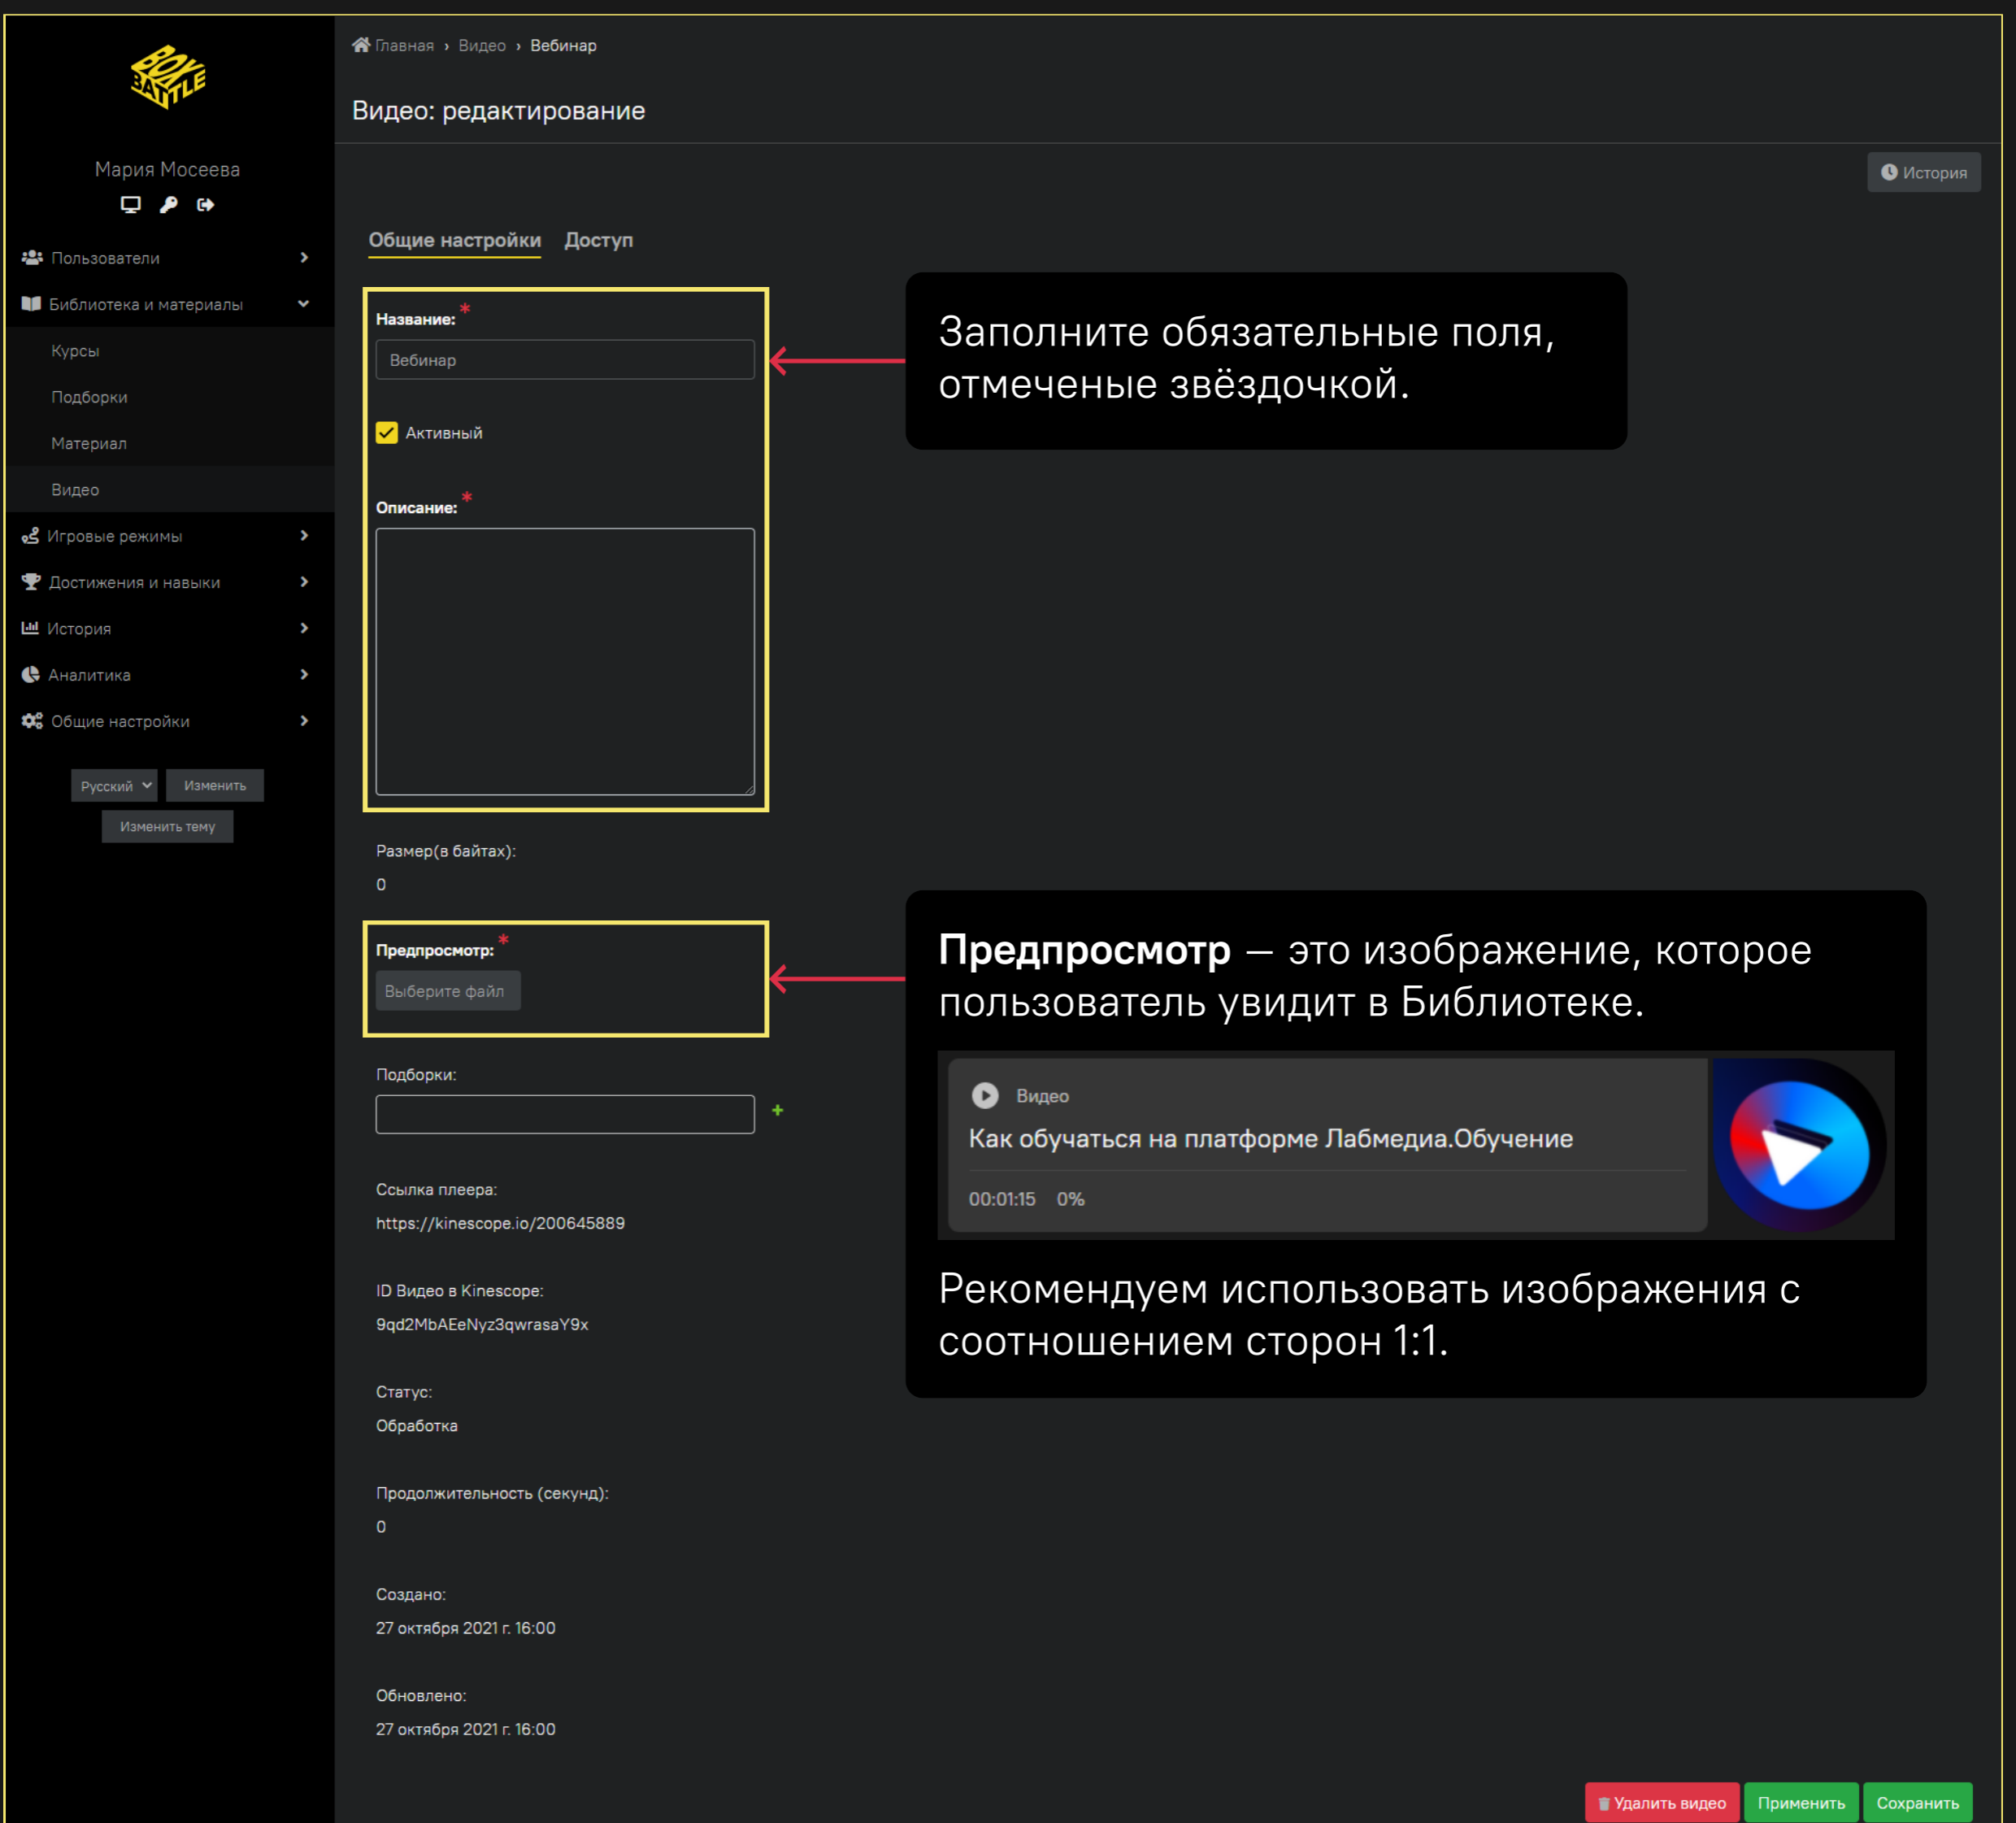 BOX
BATTLE
Мария Мосеева
Пользователи
Библиотека и материалы
Курсы
Подборки
Материал
Видео
Игровые режимы
Достижения и навыки
История
Аналитика
Общие настройки
Русский Изменить
Изменить тему
Главная › Видео › Вебинар
Видео: редактирование
История
Общие настройки Доступ
Название: *
Вебинар
Активный
Описание: *
Размер(в байтах):
0
Предпросмотр: *
Выберите файл
Подборки:
+
Ссылка плеера:
https://kinescope.io/200645889
ID Видео в Kinescope:
9qd2MbAEeNyz3qwrasaY9x
Статус:
Обработка
Продолжительность (секунд):
0
Создано:
27 октября 2021 г. 16:00
Обновлено:
27 октября 2021 г. 16:00
Заполните обязательные поля,
отмеченые звёздочкой.
Предпросмотр — это изображение, которое
пользователь увидит в Библиотеке.
Видео
Как обучаться на платформе Лабмедиа.Обучение
00:01:15 0%
Рекомендуем использовать изображения с
соотношением сторон 1:1.
Удалить видео Применить Сохранить